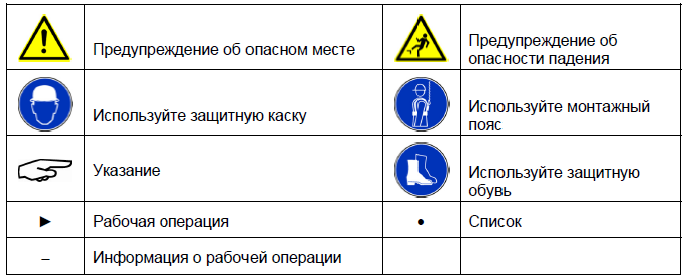 Предупреждение об опасном месте
Предупреждение об
опасности падения
Используйте защитную каску
Используйте монтажный
пояс
Указание
Используйте защитную
обувь
► Рабочая операция
• Список
– Информация о рабочей операции